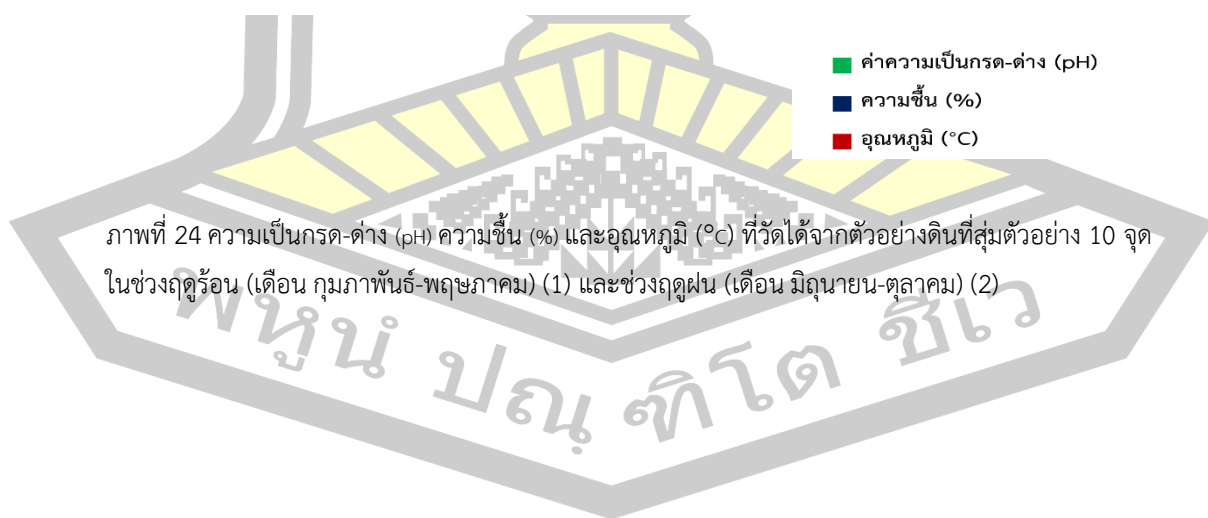 ค่าความเป็นกรด-ด่าง (pH)
ความชื้น (%)
อุณหภูมิ (°C)
ภาพที่ 24 ความเป็นกรด-ด่าง (pH) ความชื้น (%) และอุณหภูมิ (°C) ที่วัดได้จากตัวอย่างดินที่สุ่มตัวอย่าง 10 จุด
ในช่วงฤดูร้อน (เดือน กุมภาพันธ์-พฤษภาคม) (1) และช่วงฤดูฝน (เดือน มิถุนายน-ตุลาคม) (2)
พหูนํ ปณฺฑิโต ชีเว